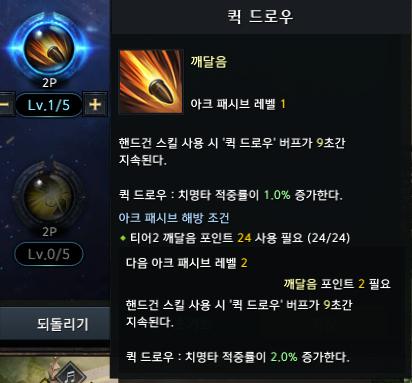 퀵 드로우
2P
Lv.1/5
2P
Lv.0/5
되돌리기
깨달음
아크 패시브 레벨 1
핸드건 스킬 사용 시 '퀵 드로우' 버프가 9초간
지속된다.
퀵 드로우 : 치명타 적중률이 1.0% 증가한다.
아크 패시브 해방 조건
티어2 깨달음 포인트 24 사용 필요 (24/24)
다음 아크 패시브 레벨 2
깨달음 포인트 2 필요
핸드건 스킬 사용 시 '퀵 드로우' 버프가 9초간
지속된다.
퀵 드로우 : 치명타 적중률이 2.0% 증가한다.